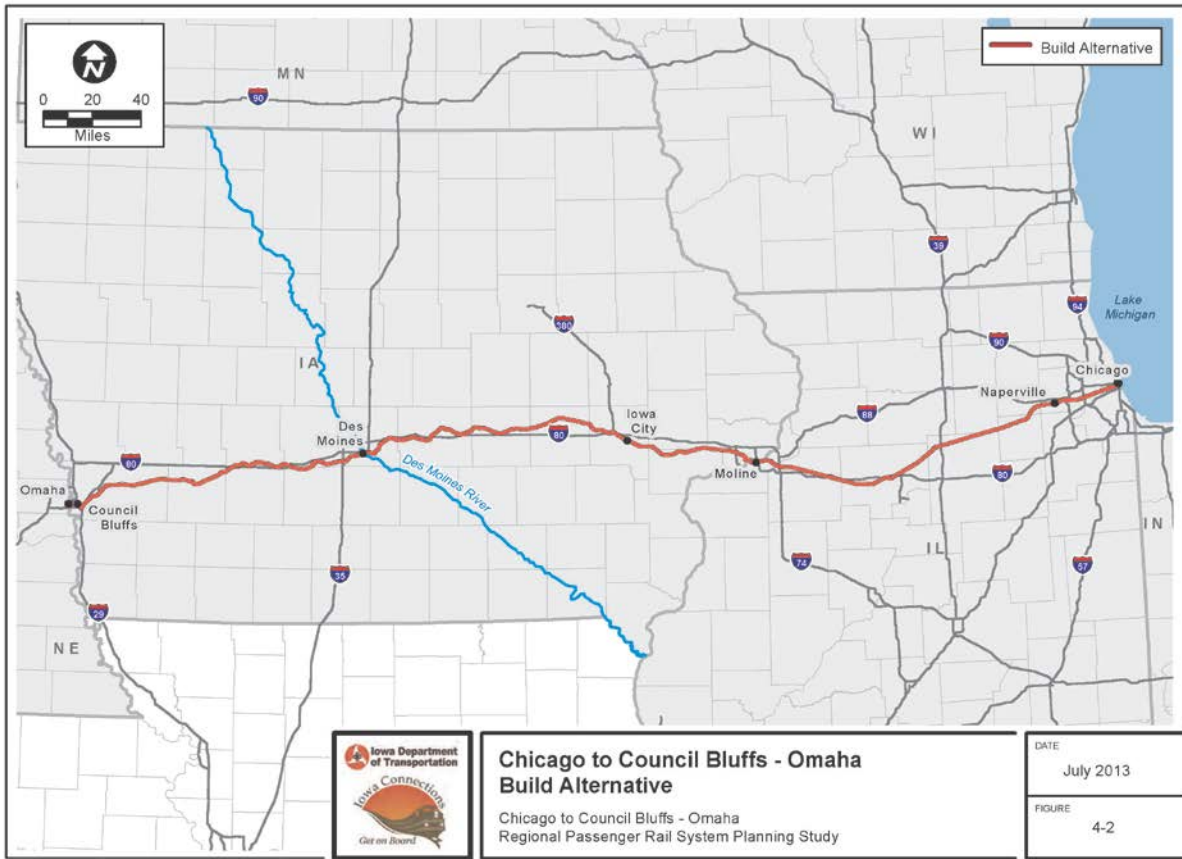 N
0 20 40
Miles
Build Alternative
MN
90
WI
39
94
Lake
Michigan
380
90
IA
Chicago
Naperville
88
Des
Moines
80
Iowa
City
80
Moline
80
Omaha
Council
Bluffs
Des Moines River
IN
IL
74
57
35
29
NE
Iowa Department
of Transportation
Iowa Connections
Get on Board
Chicago to Council Bluffs - Omaha
Build Alternative
Chicago to Council Bluffs - Omaha
Regional Passenger Rail System Planning Study
DATE
July 2013
FIGURE
4-2